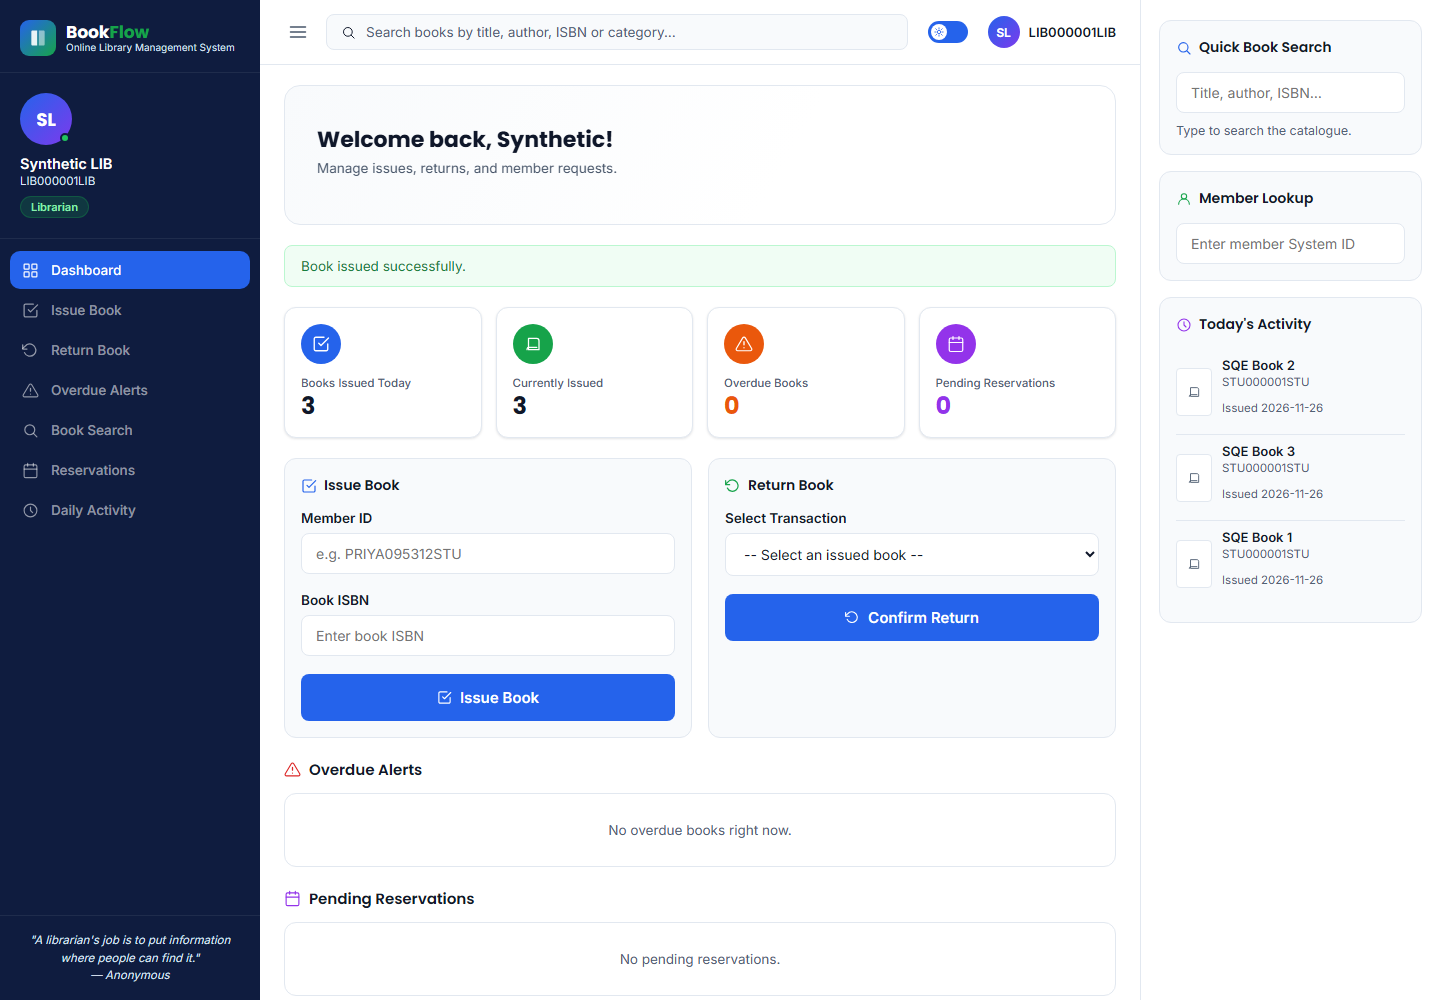 BookFlow
Online Library Management System
SL
Synthetic LIB
LIB000001LIB
Librarian
Dashboard
Issue Book
Return Book
Overdue Alerts
Book Search
Reservations
Daily Activity
"A librarian's job is to put information
where people can find it."
— Anonymous
Search books by title, author, ISBN or category...
SL
LIB000001LIB
Welcome back, Synthetic!
Manage issues, returns, and member requests.
Book issued successfully.
Books Issued Today
3
Currently Issued
3
Overdue Books
0
Pending Reservations
0
Issue Book
Member ID
e.g. PRIYA095312STU
Book ISBN
Enter book ISBN
Issue Book
Return Book
Select Transaction
-- Select an issued book --
Confirm Return
Overdue Alerts
No overdue books right now.
Pending Reservations
No pending reservations.
Quick Book Search
Title, author, ISBN...
Type to search the catalogue.
Member Lookup
Enter member System ID
Today's Activity
SQE Book 2
STU000001STU
Issued 2026-11-26
SQE Book 3
STU000001STU
Issued 2026-11-26
SQE Book 1
STU000001STU
Issued 2026-11-26